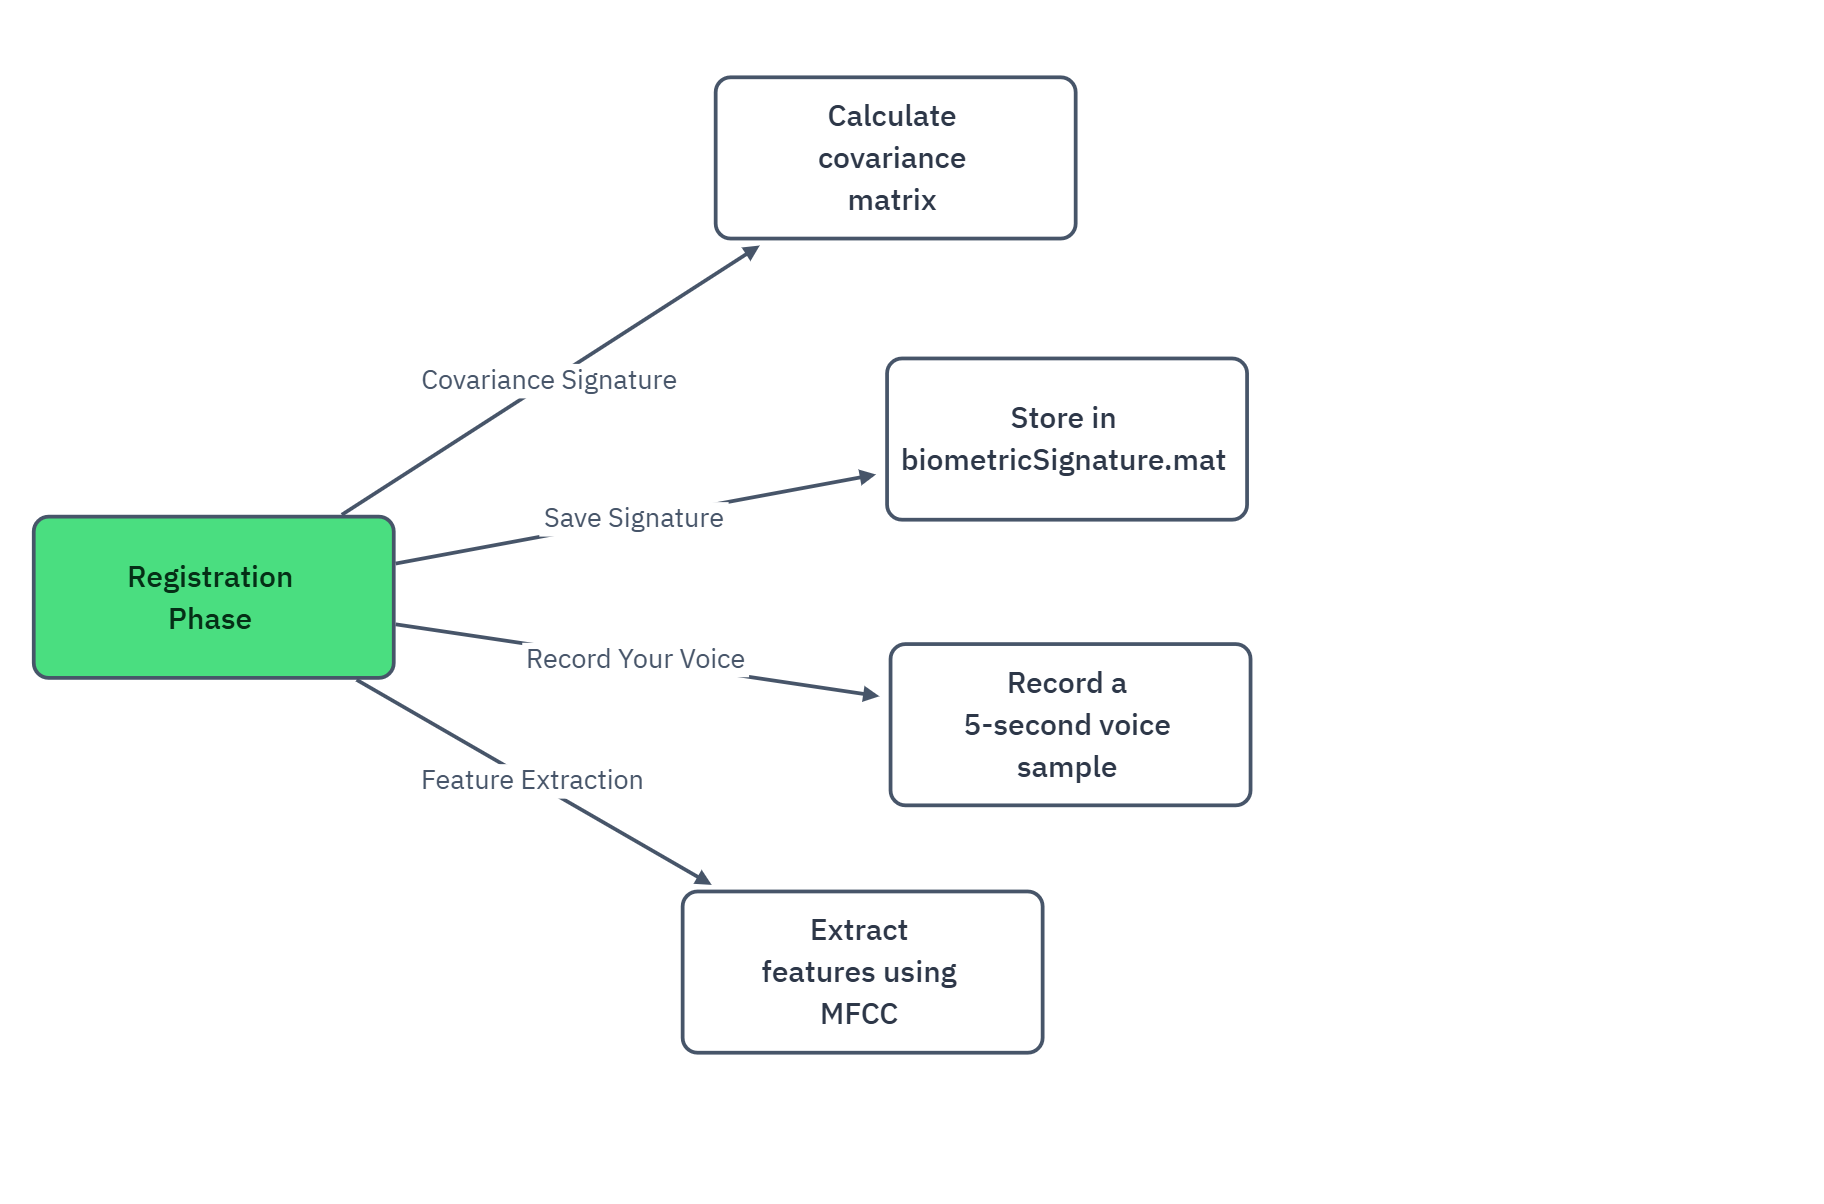 Calculate
covariance
matrix
Covariance Signature
Store in
biometricSignature.mat
Save Signature
Registration
Phase
Record Your Voice
Record a
5-second voice
sample
Feature Extraction
Extract
features using
MFCC